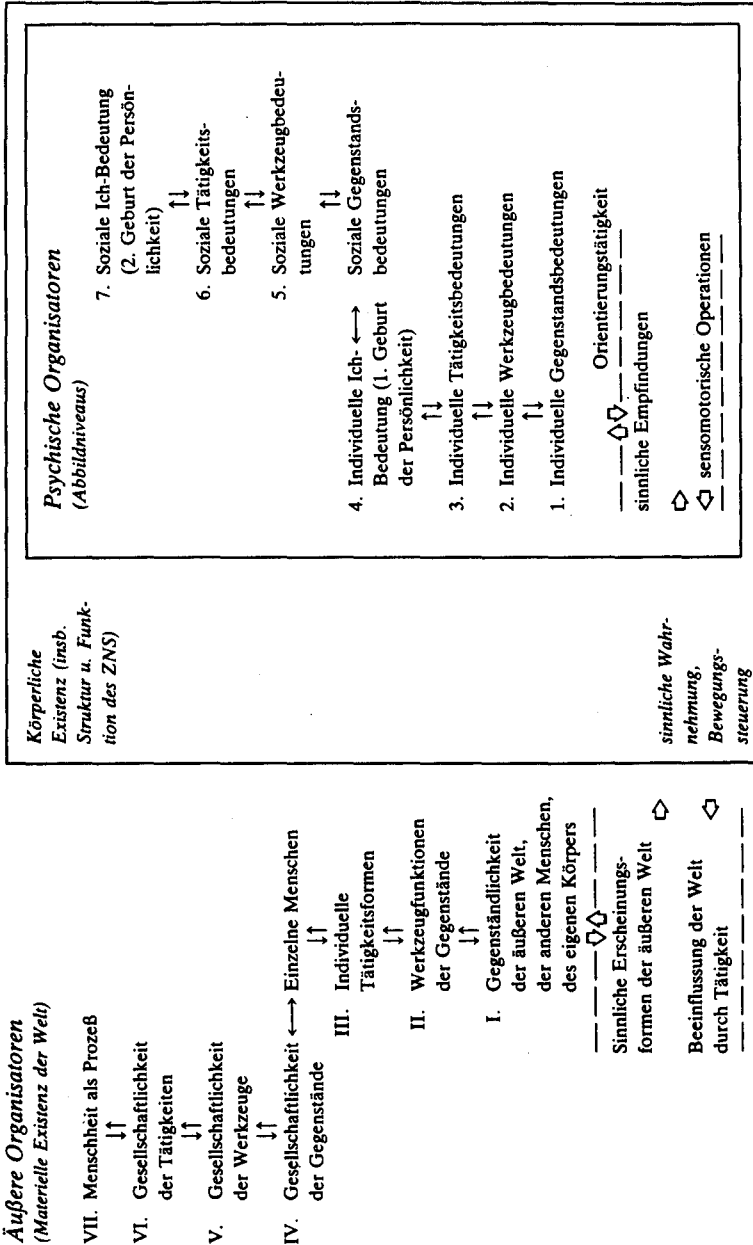 Äußere Organisatoren
(Materielle Existenz der Welt)
VII. Menschheit als Prozeß
↓↑
VI. Gesellschaftlichkeit
der Tätigkeiten
↓↑
V. Gesellschaftlichkeit
der Werkzeuge
↓↑
IV. Gesellschaftlichkeit ⟷ Einzelne Menschen
der Gegenstände
↓↑
III. Individuelle
Tätigkeitsformen
↓↑
II. Werkzeugfunktionen
der Gegenstände
↓↑
I. Gegenständlichkeit
der äußeren Welt,
der anderen Menschen,
des eigenen Körpers
Sinnliche Erscheinungs-
formen der äußeren Welt
Beeinflussung der Welt
durch Tätigkeit
Körperliche
Existenz (insb.
Struktur u. Funk-
tion des ZNS)
sinnliche Wahr-
nehmung,
Bewegungs-
steuerung
Psychische Organisatoren
(Abbildniveaus)
7. Soziale Ich-Bedeutung
(2. Geburt der Persön-
lichkeit)
↑↓
6. Soziale Tätigkeits-
bedeutungen
↑↓
5. Soziale Werkzeugbedeu-
tungen
↑↓
4. Individuelle Ich- ⟷ Soziale Gegenstands-
Bedeutung (1. Geburt bedeutungen
der Persönlichkeit)
↑↓
3. Individuelle Tätigkeitsbedeutungen
↑↓
2. Individuelle Werkzeugbedeutungen
↑↓
1. Individuelle Gegenstandsbedeutungen
Orientierungstätigkeit
sinnliche Empfindungen
sensomotorische Operationen